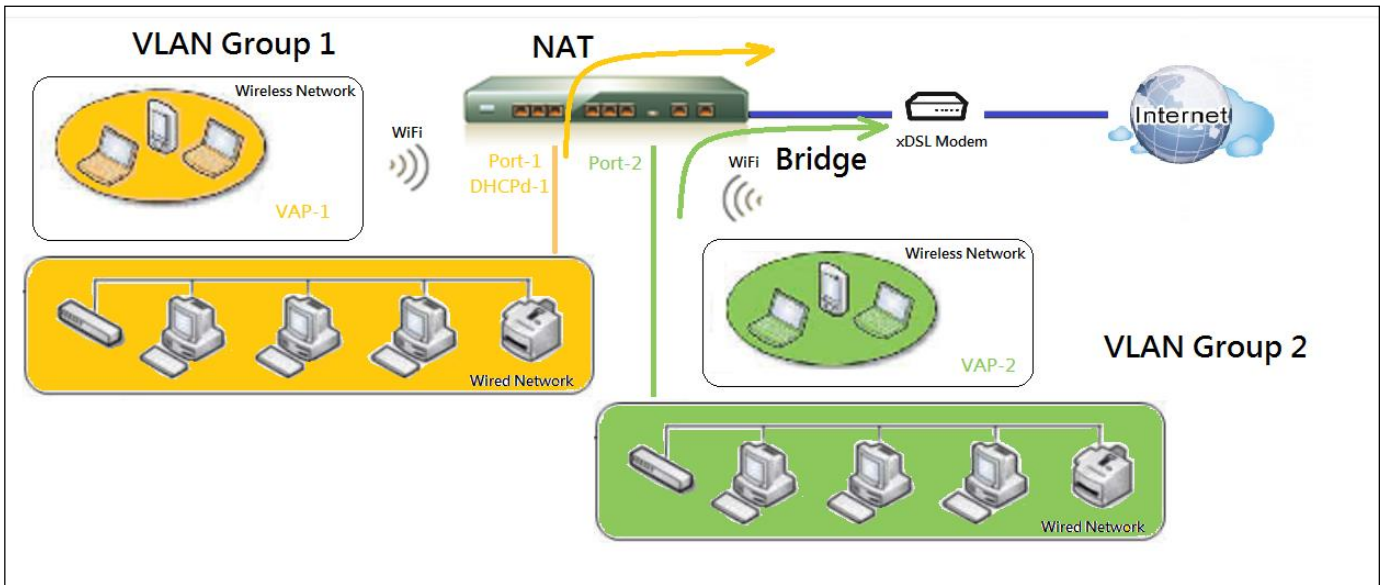 VLAN Group 1
NAT
Wireless Network
WiFi
VAP-1
Port-1
DHCPd-1
Port-2
WiFi
Bridge
xDSL Modem
Internet
Wired Network
Wireless Network
VAP-2
VLAN Group 2
Wired Network